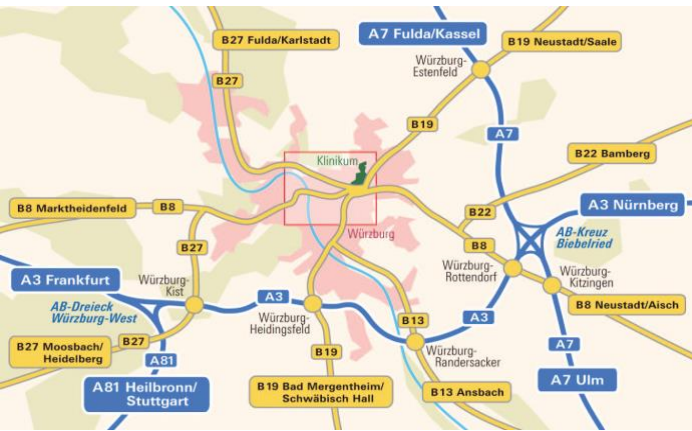 B27 Fulda/Karlstadt
A7 Fulda/Kassel
B19 Neustadt/Saale
Würzburg-
Estenfeld
B27
B19
A7
B22 Bamberg
Klinikum
B8 Marktheidenfeld
B8
B22
A3 Nürnberg
Würzburg
B8
AB-Kreuz
Biebelried
B27
Würzburg-
Rottendorf
Würzburg-
Kitzingen
A3 Frankfurt
Würzburg-
Kist
A3
B8 Neustadt/Aisch
AB-Dreieck
Würzburg-West
Würzburg-
Heidingsfeld
B13
A3
B27 Moosbach/
Heidelberg
B27
A81
B19
Würzburg-
Randersacker
A7
A7 Ulm
A81 Heilbronn/
Stuttgart
B19 Bad Mergentheim/
Schwäbisch Hall
B13 Ansbach